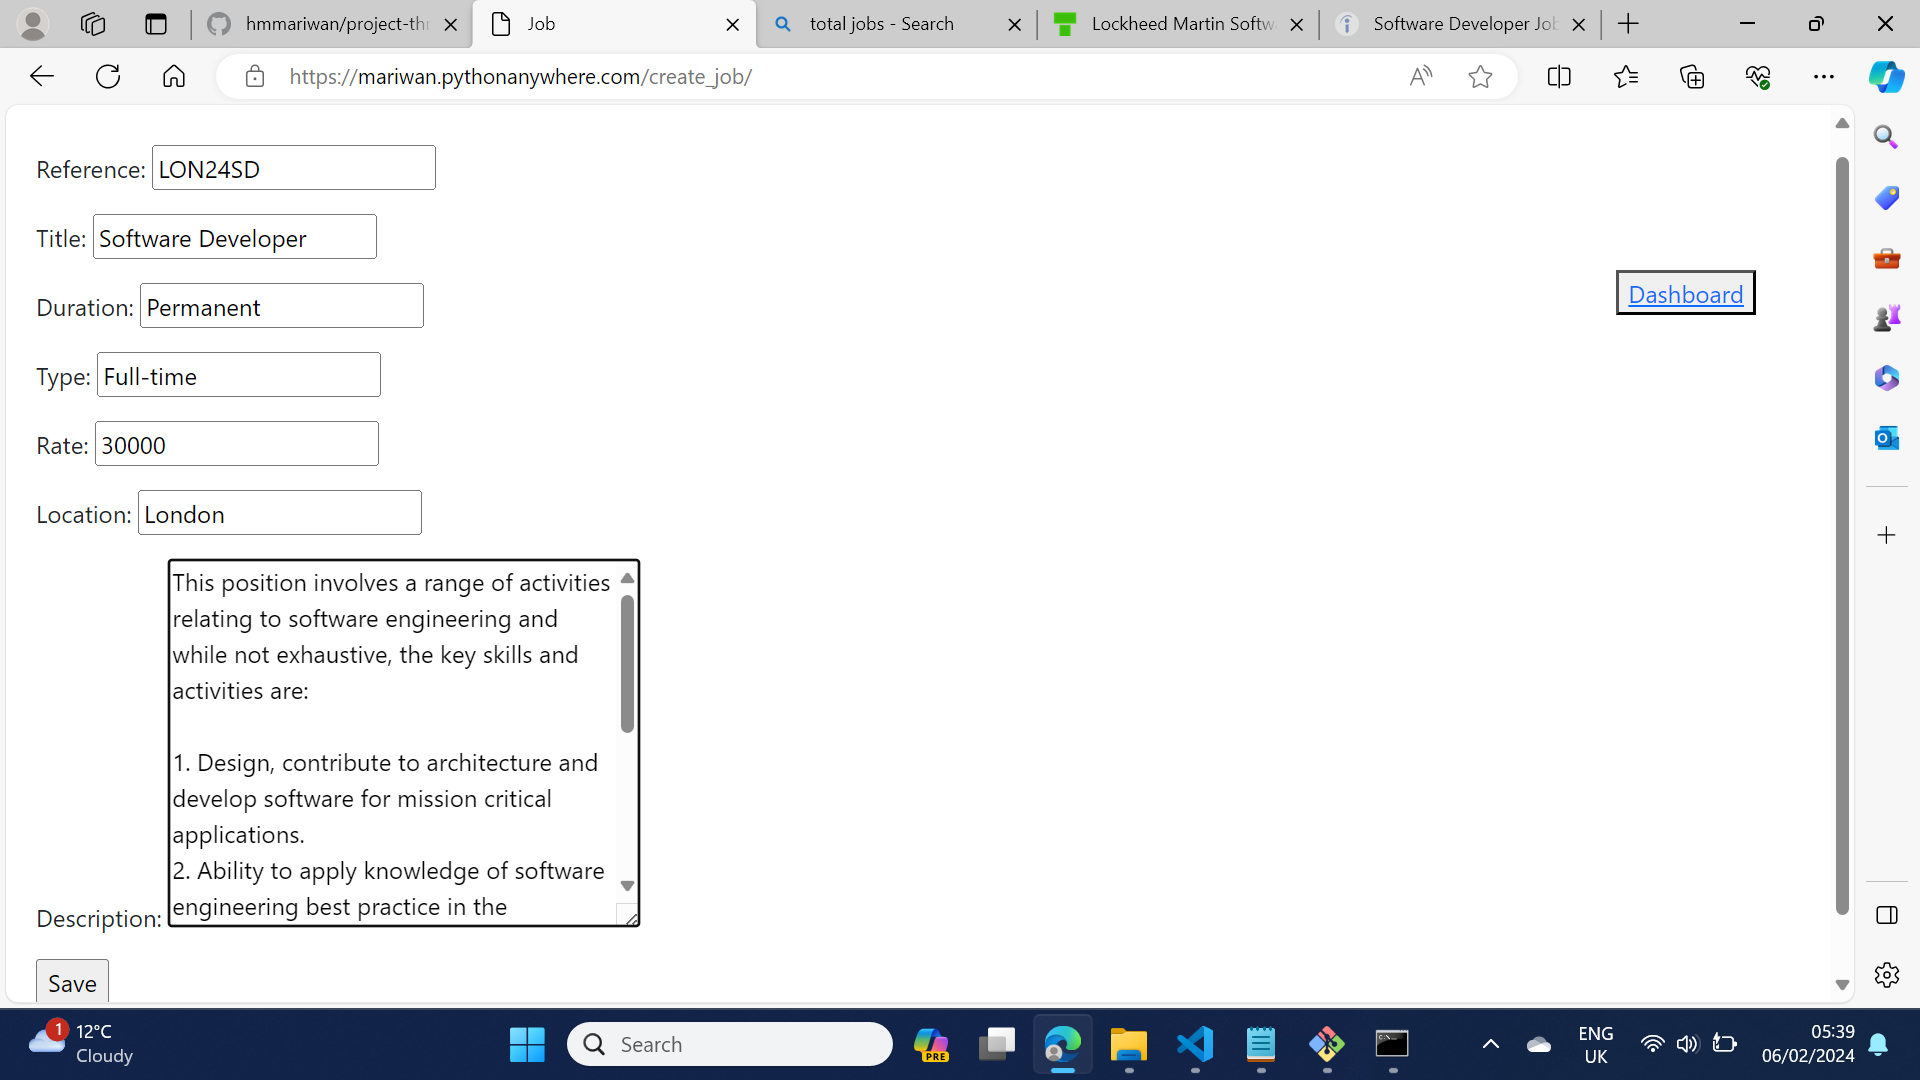 hmmariwan/project-thr
Job
total jobs - Search
Lockheed Martin Softw
Software Developer Job
https://mariwan.pythonanywhere.com/create_job/
Reference: LON24SD
Title: Software Developer
Duration: Permanent
Dashboard
Type: Full-time
Rate: 30000
Location: London
This position involves a range of activities
relating to software engineering and
while not exhaustive, the key skills and
activities are:
1. Design, contribute to architecture and
develop software for mission critical
applications.
2. Ability to apply knowledge of software
engineering best practice in the
Description:
Save
1
12°C
Cloudy
Search
PRE
ENG
UK
05:39
06/02/2024